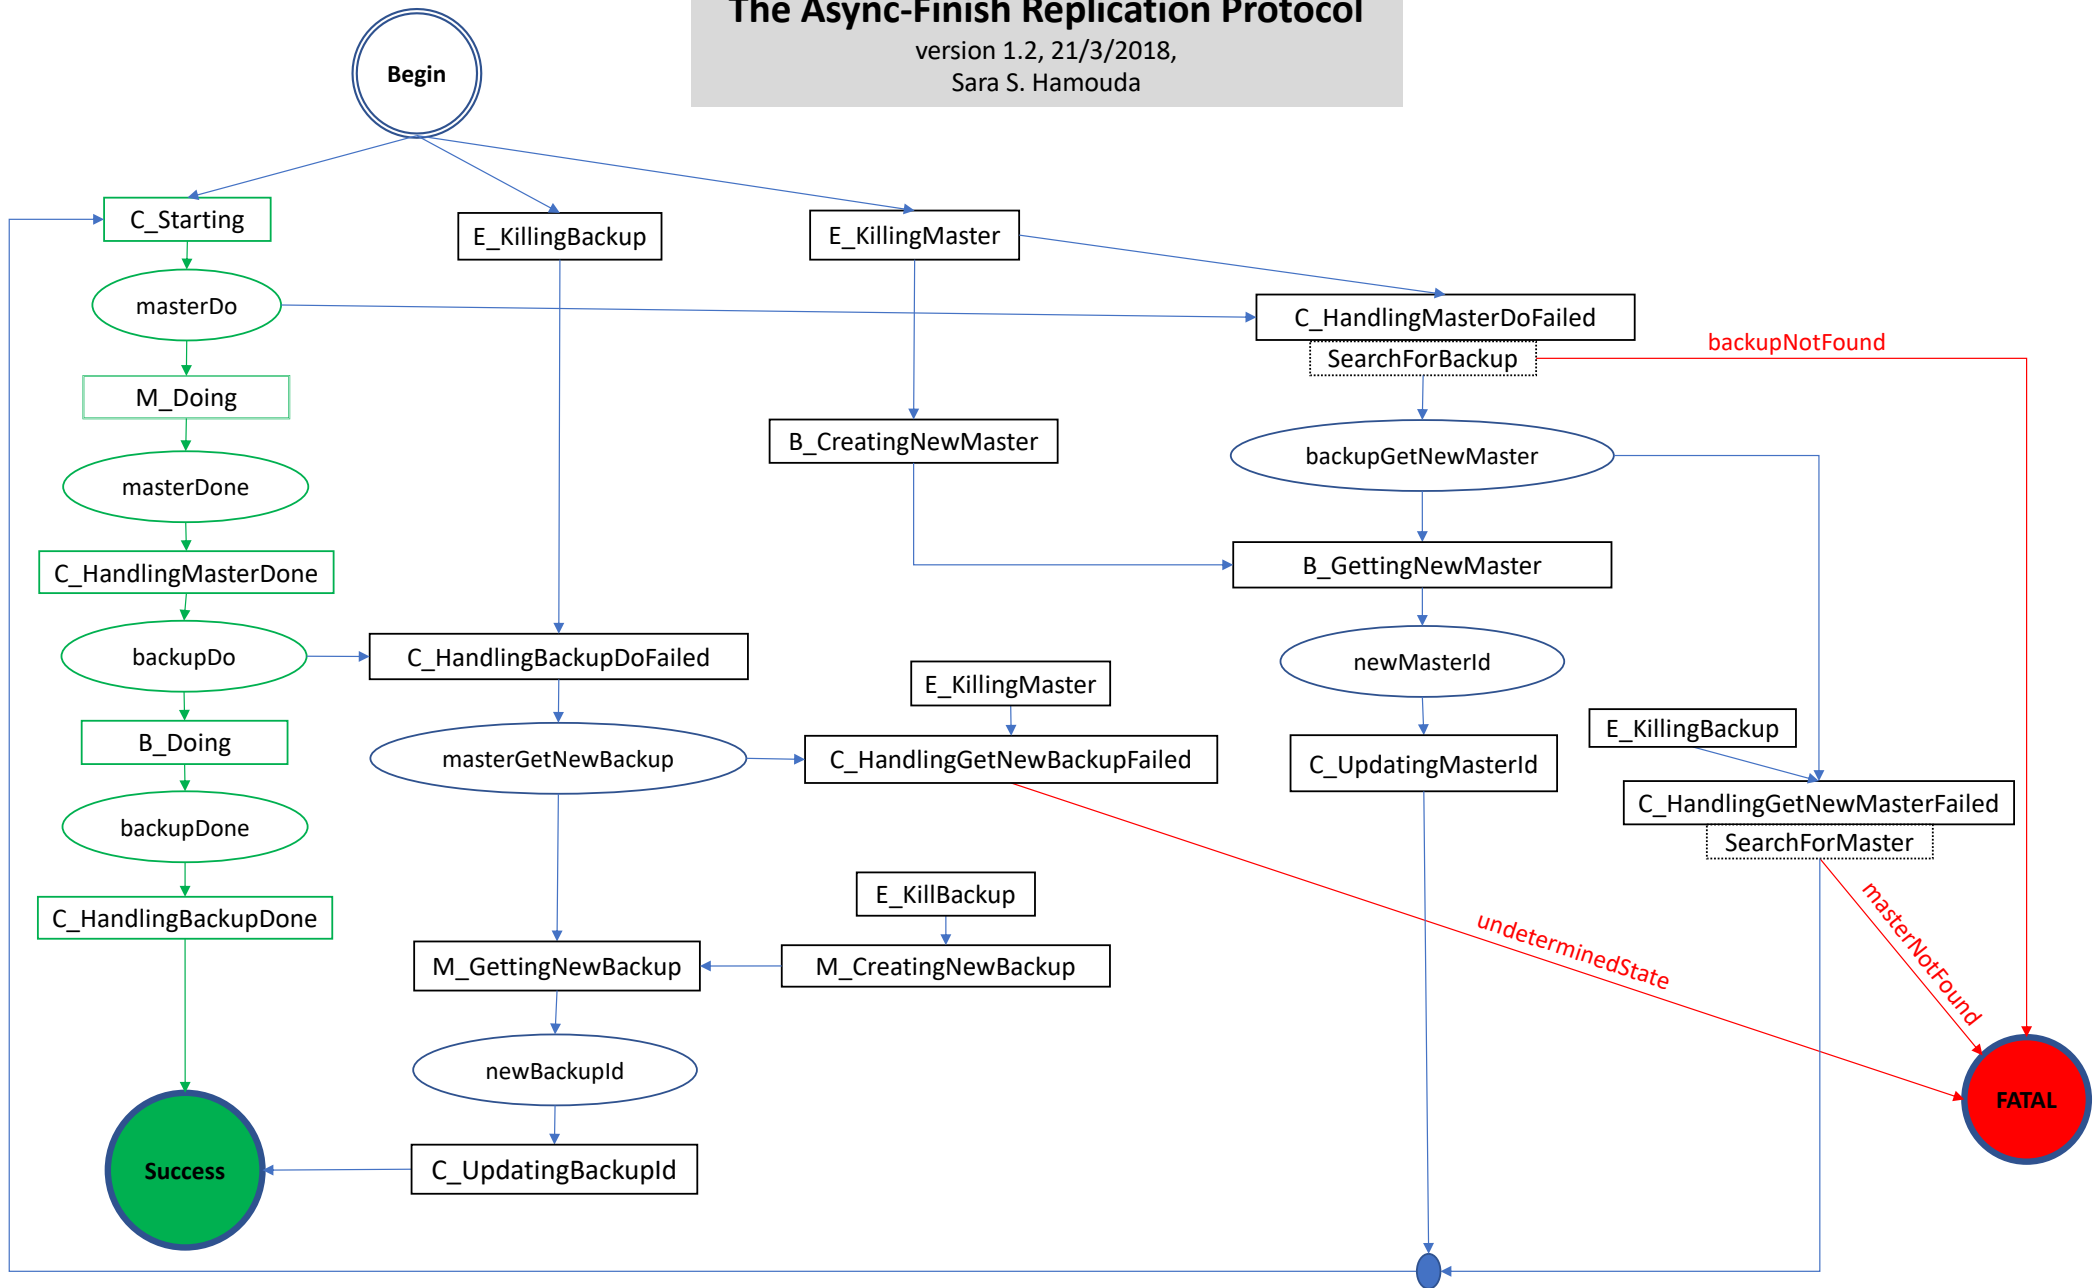 The Async-Finish Replication Protocol
version 1.2, 21/3/2018,
Sara S. Hamouda
Begin
C_Starting
E_KillingBackup
E_KillingMaster
masterDo
C_HandlingMasterDoFailed
SearchForBackup
backupNotFound
M_Doing
B_CreatingNewMaster
backupGetNewMaster
masterDone
C_HandlingMasterDone
B_GettingNewMaster
backupDo
C_HandlingBackupDoFailed
newMasterId
E_KillingMaster
B_Doing
masterGetNewBackup
C_HandlingGetNewBackupFailed
C_UpdatingMasterId
E_KillingBackup
C_HandlingGetNewMasterFailed
SearchForMaster
backupDone
E_KillBackup
C_HandlingBackupDone
M_GettingNewBackup
M_CreatingNewBackup
undeterminedState
masterNotFound
newBackupId
FATAL
Success
C_UpdatingBackupId